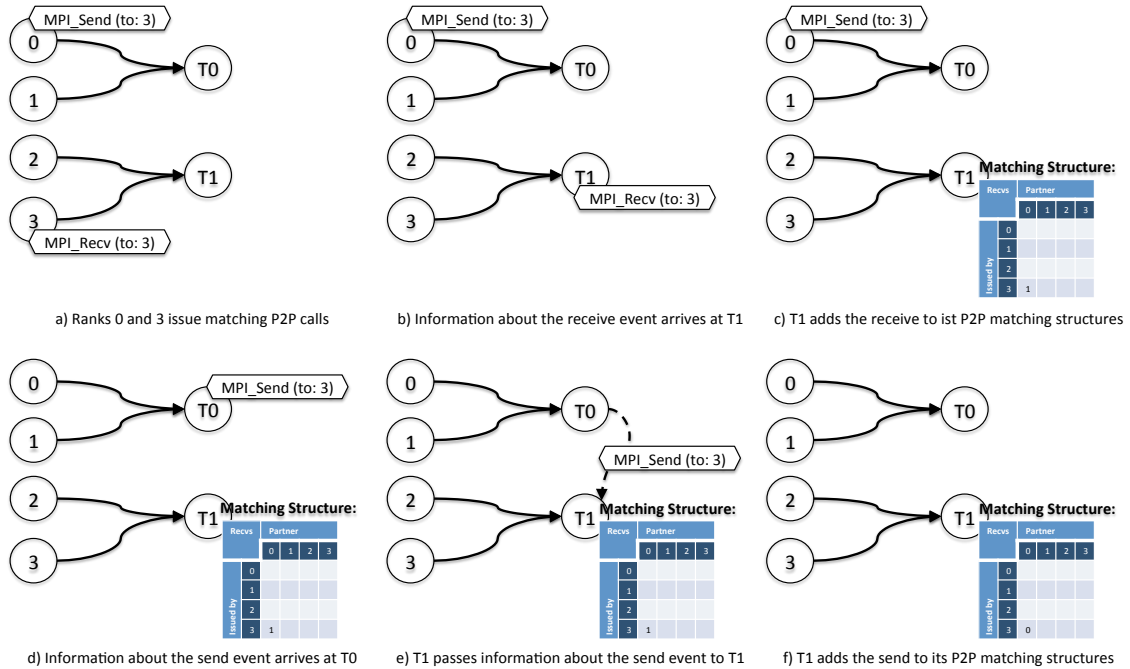 MPI_Send (to: 3)
0
1
2
3
T0
T1
MPI_Recv (to: 3)
a) Ranks 0 and 3 issue matching P2P calls
MPI_Send (to: 3)
0
1
2
3
T0
T1
MPI_Recv (to: 3)
b) Information about the receive event arrives at T1
MPI_Send (to: 3)
0
1
2
3
T0
T1
Matching Structure:
Recvs Partner
0 1 2 3
Issued by
0
1
2
3 1
c) T1 adds the receive to ist P2P matching structures
0
1
2
3
T0
MPI_Send (to: 3)
T1
Matching Structure:
Recvs Partner
0 1 2 3
Issued by
0
1
2
3 1
d) Information about the send event arrives at T0
0
1
2
3
T0
MPI_Send (to: 3)
T1
Matching Structure:
Recvs Partner
0 1 2 3
Issued by
0
1
2
3 1
e) T1 passes information about the send event to T1
0
1
2
3
T0
T1
Matching Structure:
Recvs Partner
0 1 2 3
Issued by
0
1
2
3 0
f) T1 adds the send to its P2P matching structures